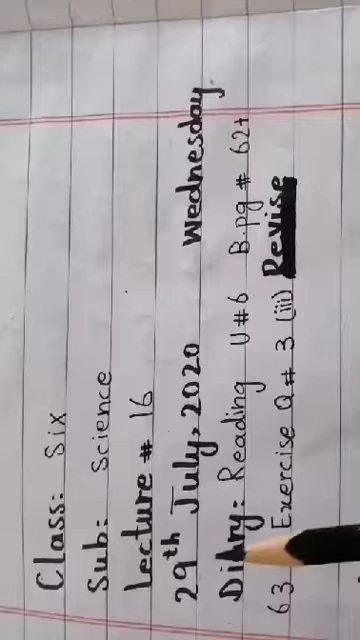 Class: Six
Sub: Science
Lecture # 16
29th July, 2020 Wednesday
Diary: Reading U#6 B.pg # 62+
63 Exercise Q # 3 (iii) Revise